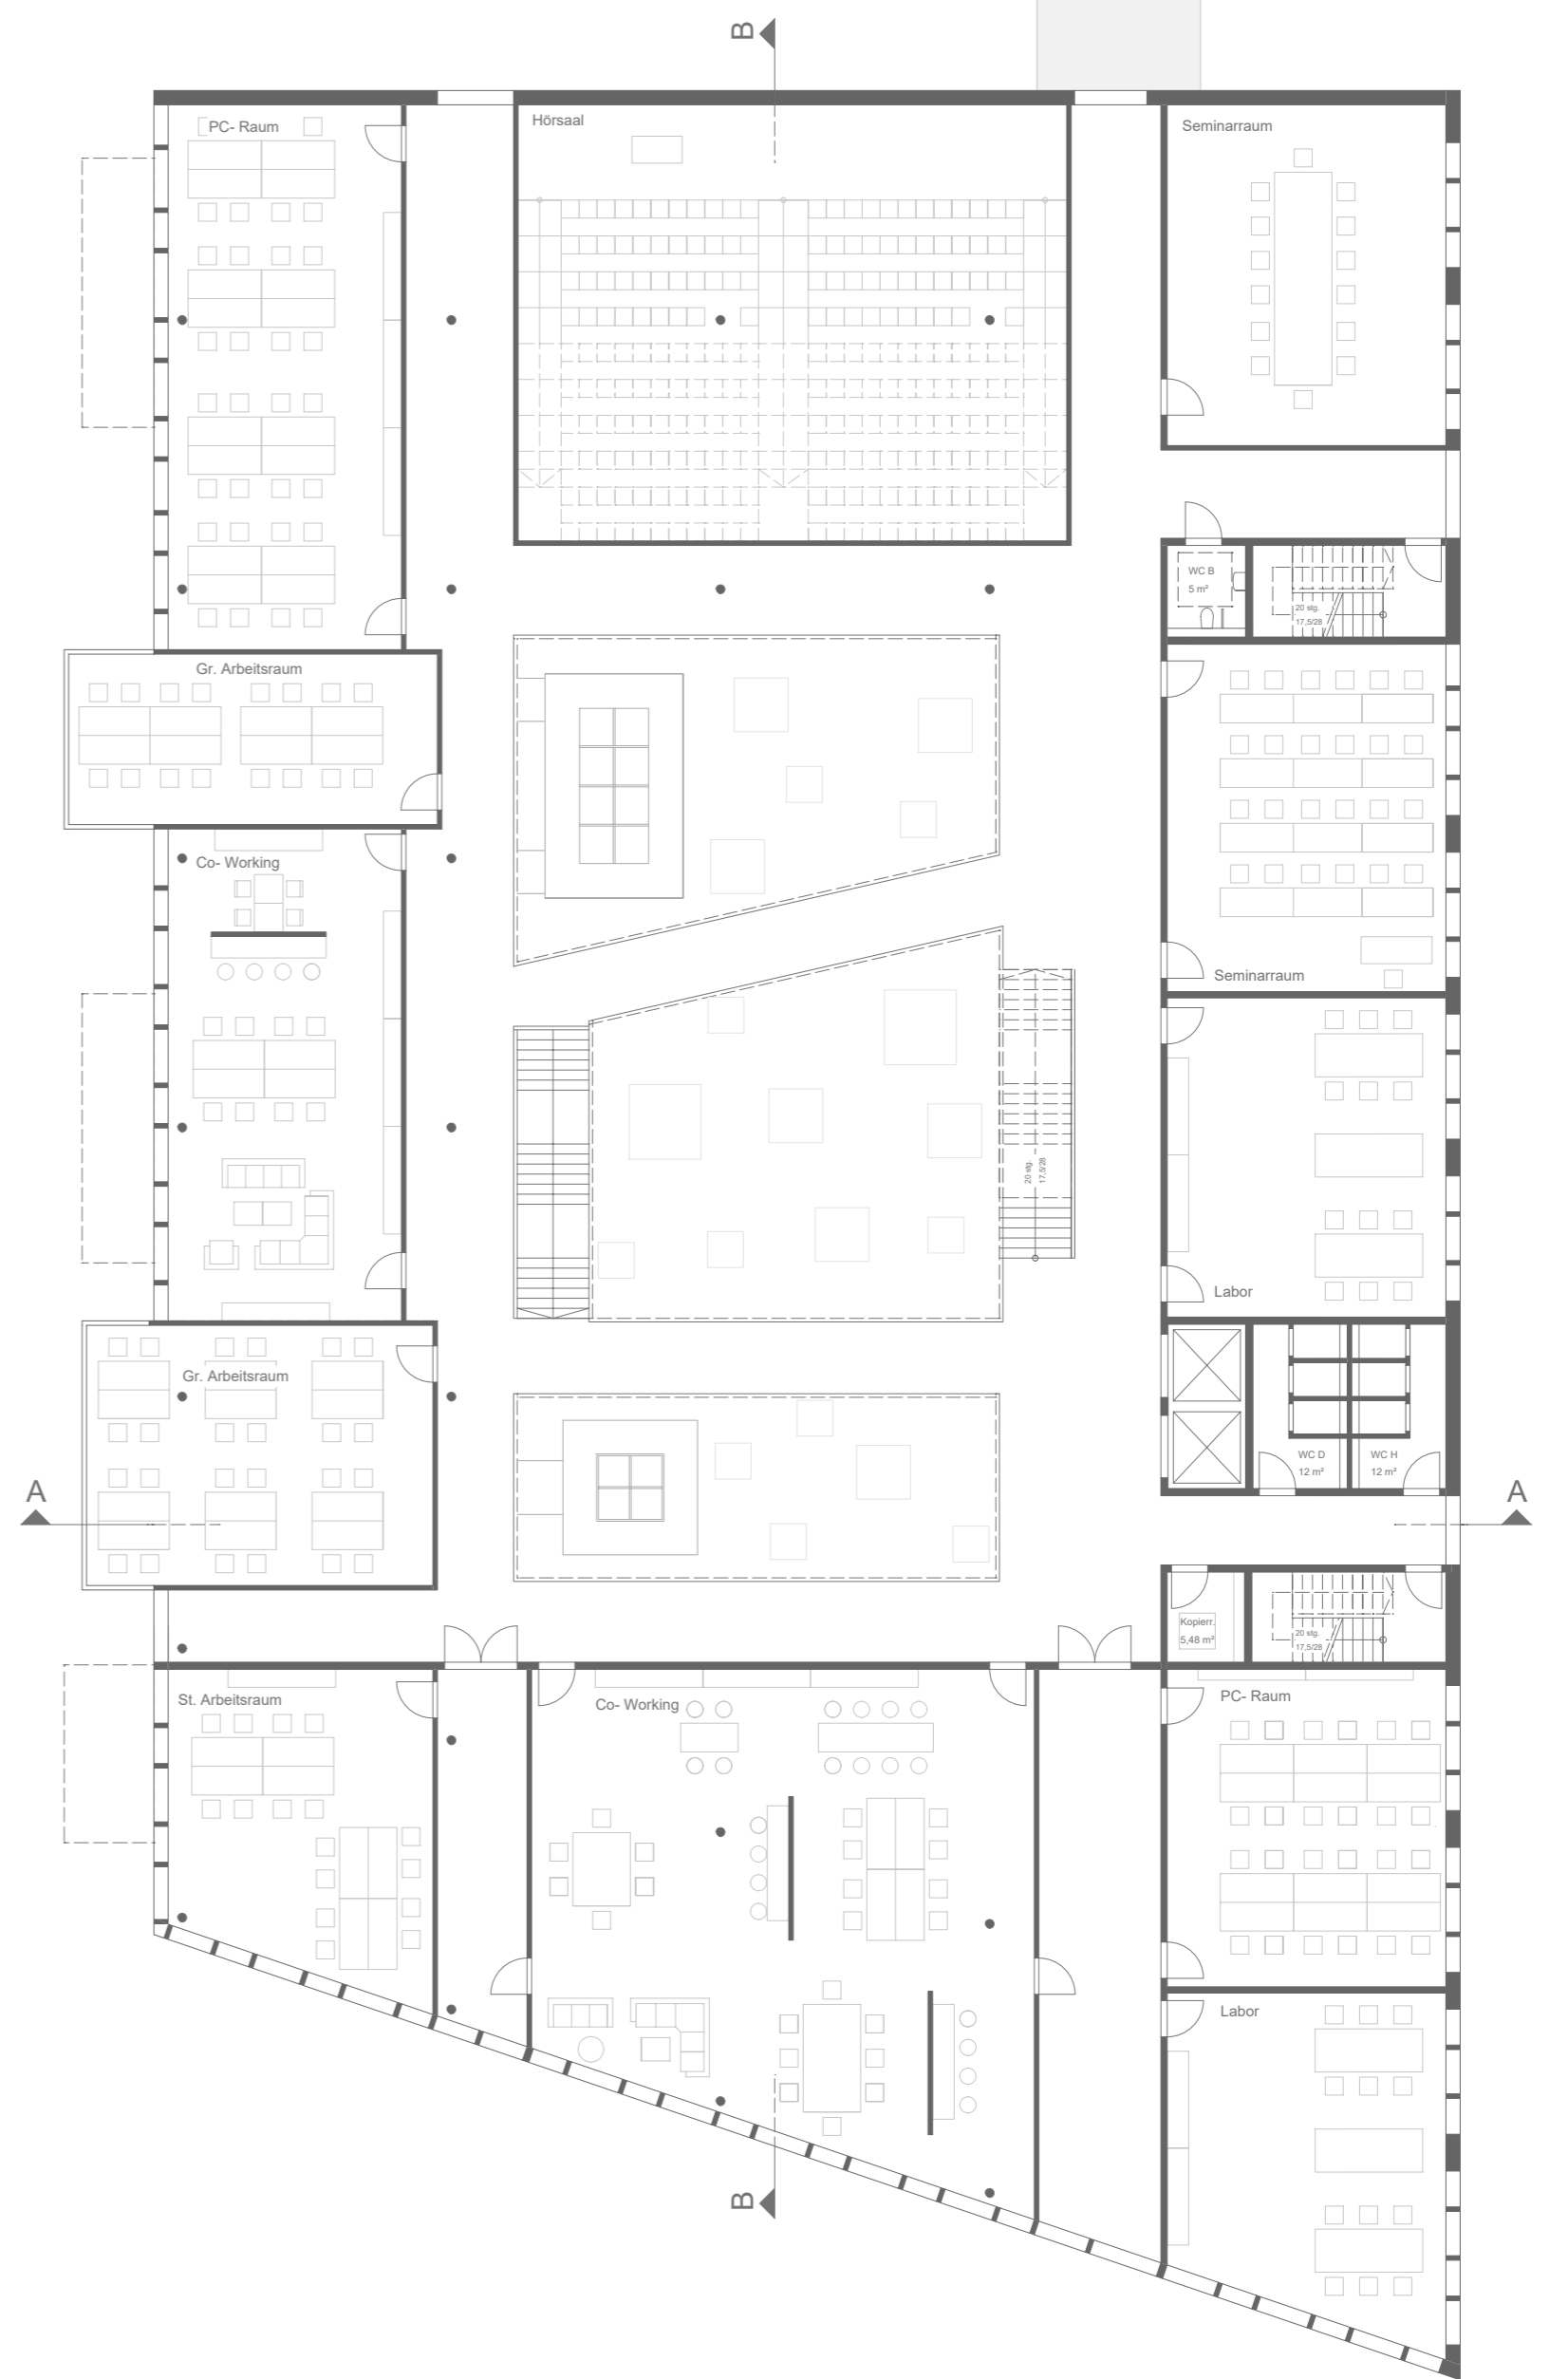 B
Hörsaal
PC- Raum
Seminarraum
WC B
5 m²
20 stg.
17,5/28
Gr. Arbeitsraum
Co- Working
Seminarraum
20 stg.
17,5/28
Labor
Gr. Arbeitsraum
WC D
12 m²
WC H
12 m²
A
A
Kopierr.
5,48 m²
20 stg.
17,5/28
St. Arbeitsraum
Co- Working
PC- Raum
Labor
B